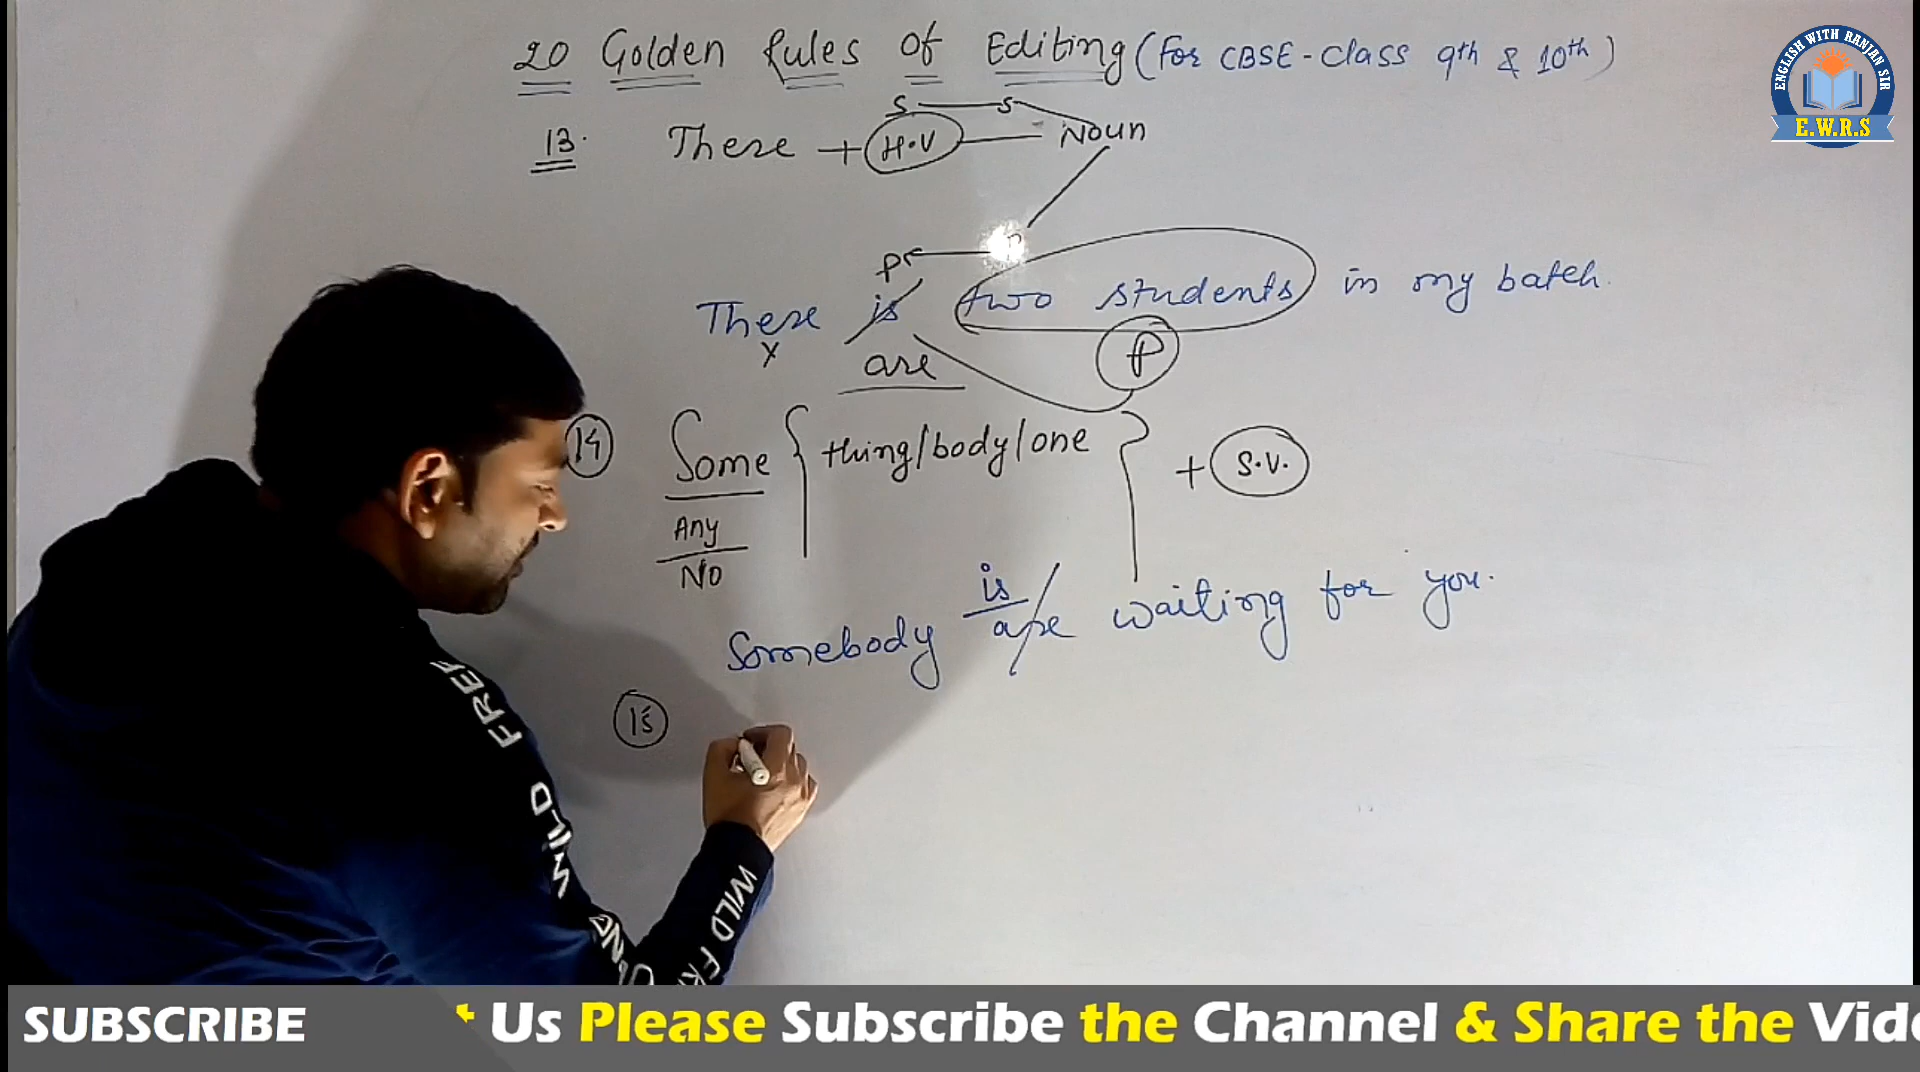 20 Golden Rules of Editing (for CBSE-Class 9th & 10th)
ENGLISH WITH RANJAN SIR
E.W.R.S
S S
13. There + H.V Noun
P
There is two students in my batch.
x are P
14 Some { thing/body/one } + S.V.
Any
No
is
Somebody are waiting for you.
15
FREE
WILD
WILD
SUBSCRIBE
t Us Please Subscribe the Channel & Share the Vide